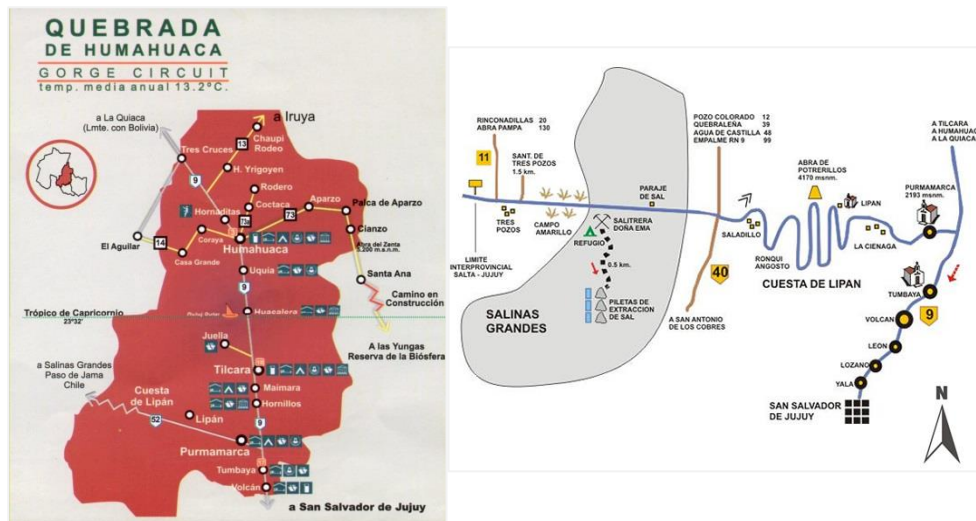 QUEBRADA
DE HUMAHUACA
GORGE CIRCUIT
temp. media anual 13.2ºC.
a La Quiaca
(Lmte. con Bolivia)
a Iruya
Tres Cruces
13
Chaupi
Rodeo
9
H. Yrigoyen
Rodero
Coctaca
Aparzo
Hornaditas
73
Palca de Aparzo
Cianzo
El Aguilar
14
Coraya
Humahuaca
Abra del Zenta
Casa Grande
Uquía
Santa Ana
9
Camino en
Construcción
Trópico de Capricornio
23º32'
Huacalera
Juella
A las Yungas
Reserva de la Biósfera
a Salinas Grandes
Paso de Jama
Chile
Tilcara
Cuesta
de Lipán
Maimara
Hornillos
Lipán
52
9
Purmamarca
Tumbaya
Volcán
a San Salvador de Jujuy
RINCONADILLAS 20
ABRA PAMPA 130
11
SANT. DE
TRES POZOS
1.5 km.
TRES
POZOS
CAMPO
AMARILLO
LIMITE
INTERPROVINCIAL
SALTA - JUJUY
PARAJE
DE SAL
SALITRERA
DOÑA EMA
REFUGIO
0.5 km.
PILETAS DE
EXTRACCION
DE SAL
SALINAS
GRANDES
POZO COLORADO 12
QUEBRALEÑA 39
AGUA DE CASTILLA 48
EMPALME RN 9 99
40
A SAN ANTONIO
DE LOS COBRES
SALADILLO
RONQUI
ANGOSTO
ABRA DE
POTRERILLOS
4170 msnm.
LIPAN
LA CIENAGA
CUESTA DE LIPAN
A TILCARA
A HUMAHUACA
A LA QUIACA
PURMAMARCA
2193 msnm.
TUMBAYA
9
VOLCAN
LEON
LOZANO
YALA
SAN SALVADOR
DE JUJUY
N